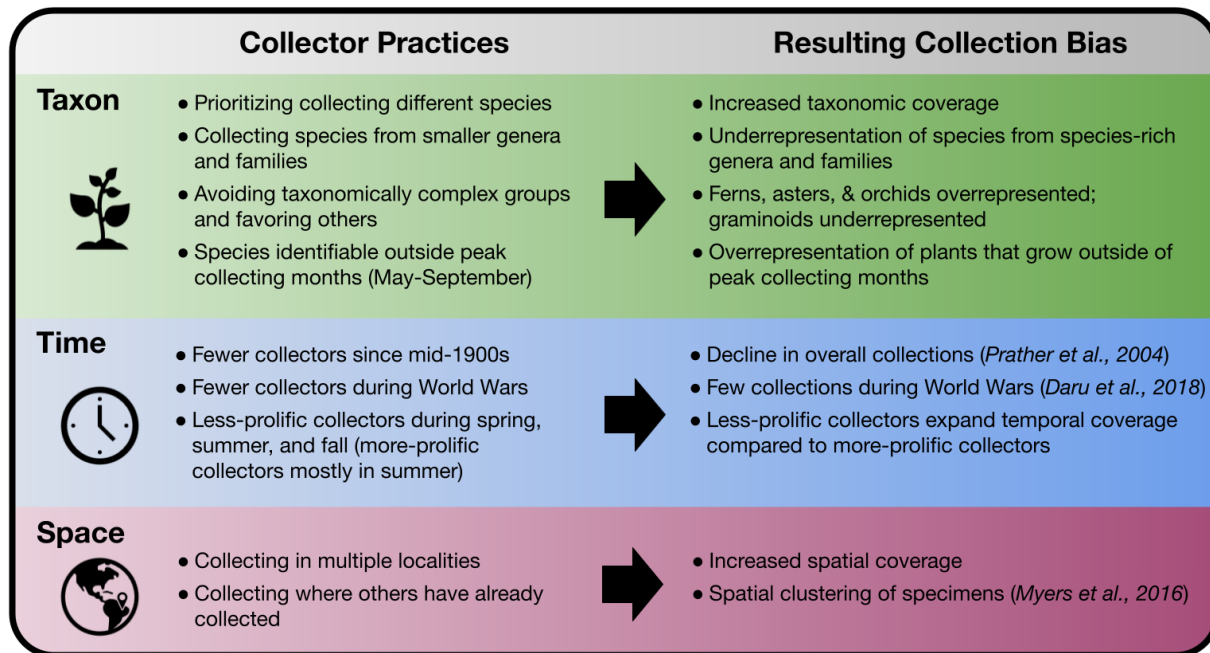 Collector Practices
Resulting Collection Bias
Taxon
● Prioritizing collecting different species
● Collecting species from smaller genera
and families
● Avoiding taxonomically complex groups
and favoring others
● Species identifiable outside peak
collecting months (May-September)
● Increased taxonomic coverage
● Underrepresentation of species from species-rich
genera and families
● Ferns, asters, & orchids overrepresented;
graminoids underrepresented
● Overrepresentation of plants that grow outside of
peak collecting months
Time
● Fewer collectors since mid-1900s
● Fewer collectors during World Wars
● Less-prolific collectors during spring,
summer, and fall (more-prolific
collectors mostly in summer)
● Decline in overall collections (Prather et al., 2004)
● Few collections during World Wars (Daru et al., 2018)
● Less-prolific collectors expand temporal coverage
compared to more-prolific collectors
Space
● Collecting in multiple localities
● Collecting where others have already
collected
● Increased spatial coverage
● Spatial clustering of specimens (Myers et al., 2016)